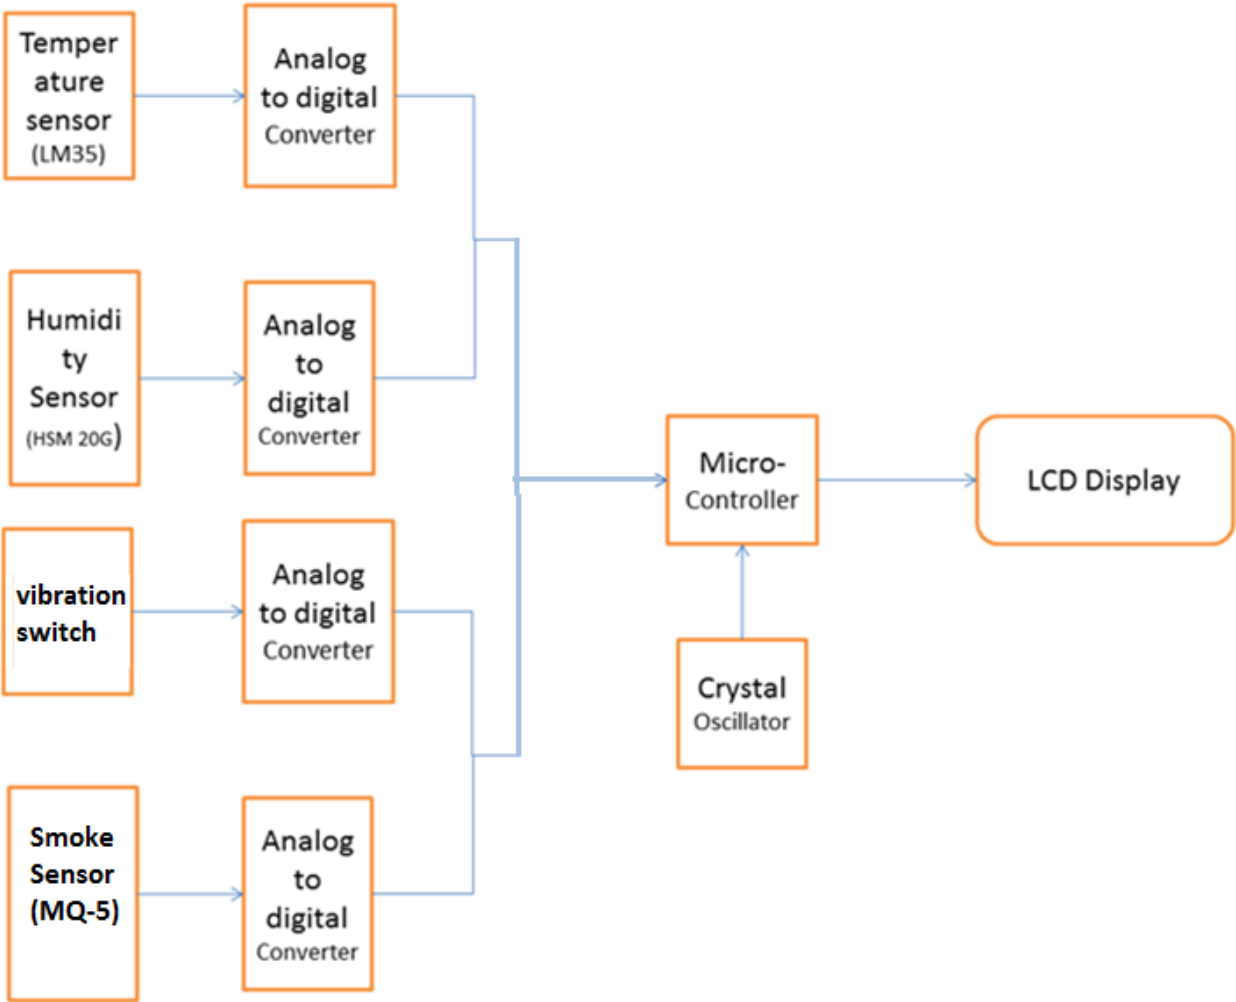 Temper
ature
sensor
(LM35)
Analog
to digital
Converter
Humidi
ty
Sensor
(HSM 20G)
Analog
to
digital
Converter
vibration
switch
Analog
to digital
Converter
Smoke
Sensor
(MQ-5)
Analog
to
digital
Converter
Micro-
Controller
Crystal
Oscillator
LCD Display